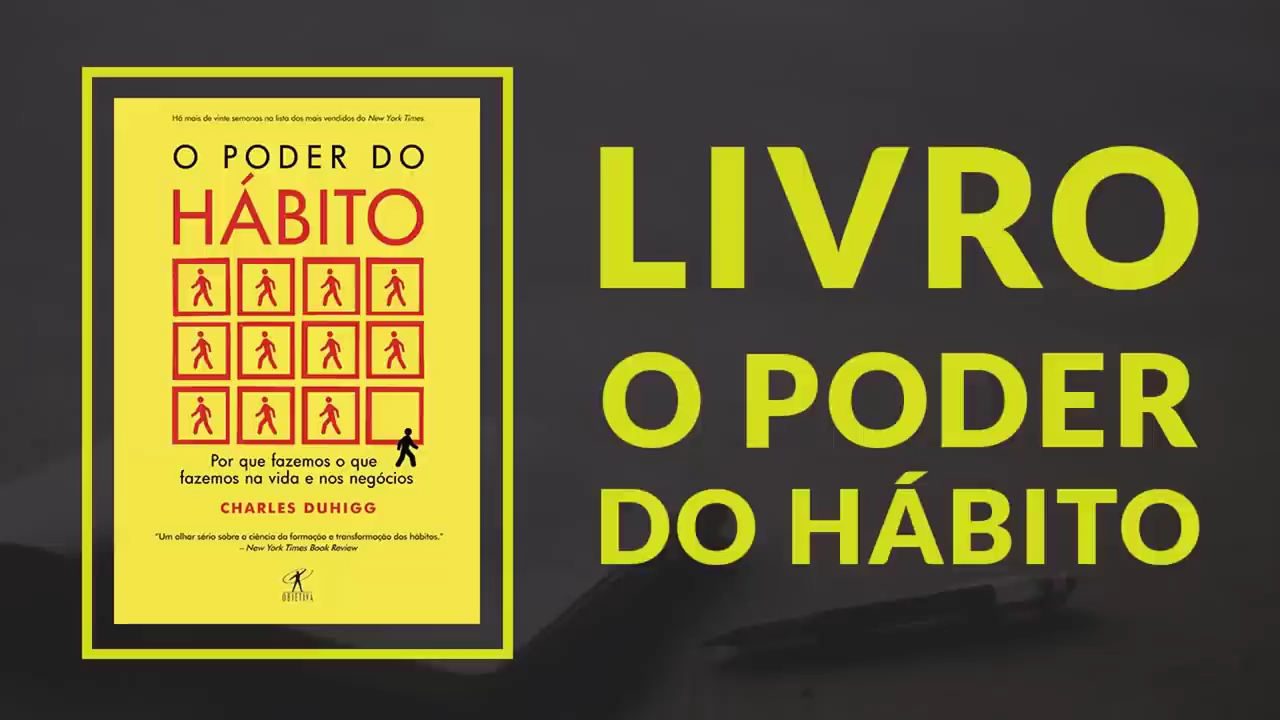 Há mais de vinte semanas na lista dos mais vendidos do New York Times.
O PODER DO
HÁBITO
Por que fazemos o que
fazemos na vida e nos negócios
CHARLES DUHIGG
"Um olhar sério sobre a ciência da formação e transformação dos hábitos."
– New York Times Book Review
OBJETIVA
LIVRO
O PODER
DO HÁBITO